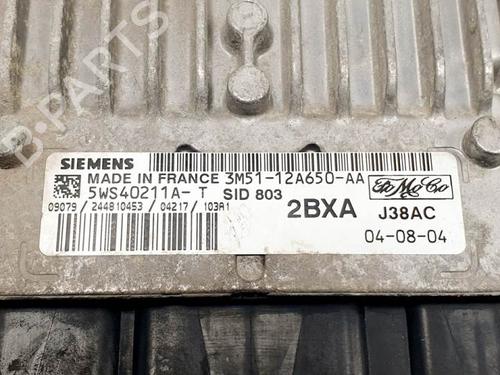 B-PARTS
SIEMENS
MADE IN FRANCE 3M51-12A650-AA
5WS40211A- T SID 803
FoMoCo
09079 / 244810453 / 04217 / 103A1
2BXA J38AC
04-08-04